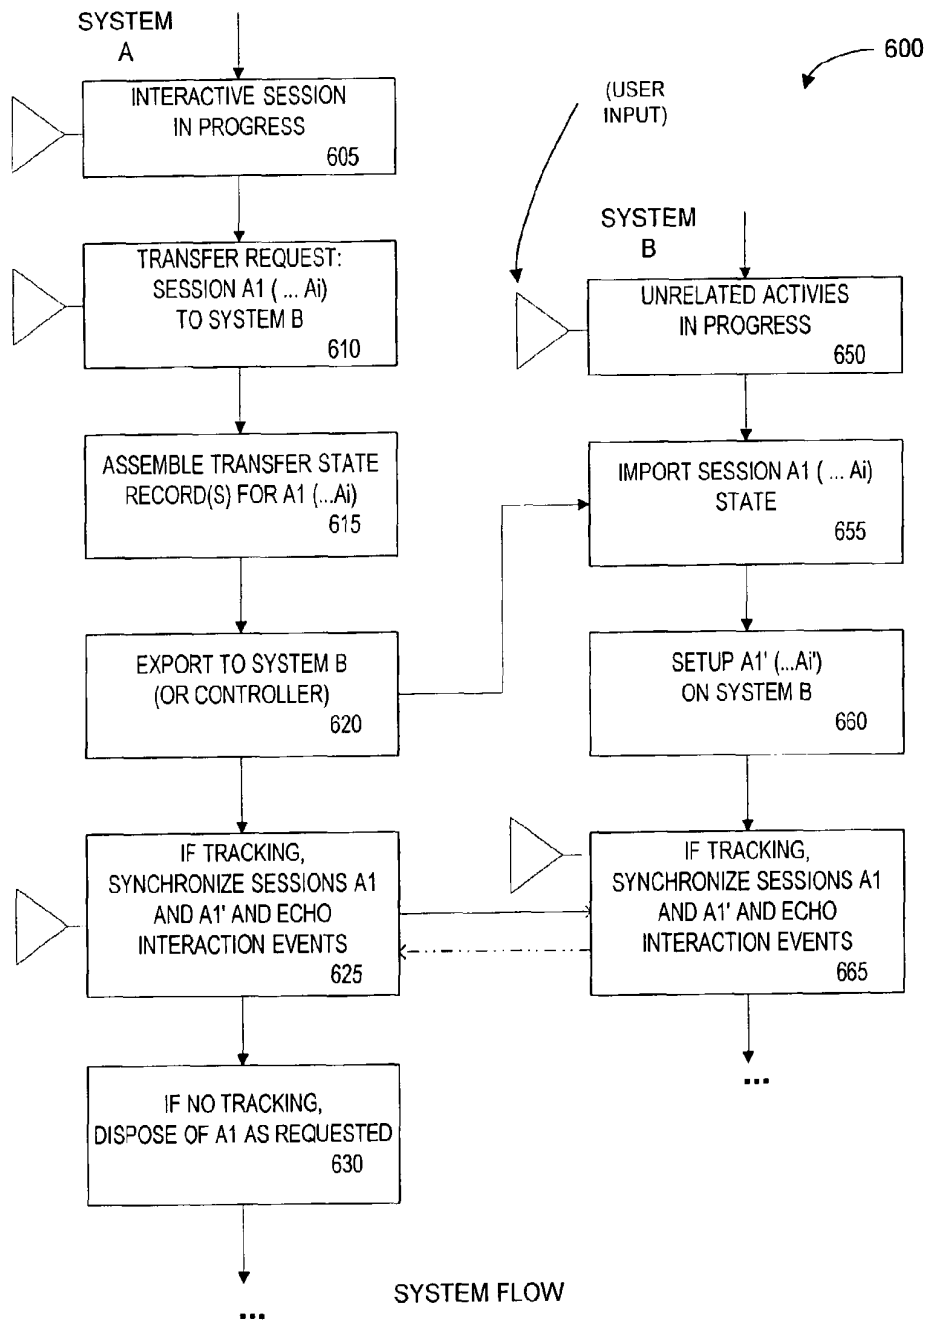 SYSTEM
A
600
INTERACTIVE SESSION
IN PROGRESS
605
(USER
INPUT)
TRANSFER REQUEST:
SESSION A1 ( ... Ai)
TO SYSTEM B
610
SYSTEM
B
UNRELATED ACTIVIES
IN PROGRESS
650
ASSEMBLE TRANSFER STATE
RECORD(S) FOR A1 (...Ai)
615
IMPORT SESSION A1 ( ... Ai)
STATE
655
EXPORT TO SYSTEM B
(OR CONTROLLER)
620
SETUP A1' (...Ai')
ON SYSTEM B
660
IF TRACKING,
SYNCHRONIZE SESSIONS A1
AND A1' AND ECHO
INTERACTION EVENTS
625
IF TRACKING,
SYNCHRONIZE SESSIONS A1
AND A1' AND ECHO
INTERACTION EVENTS
665
...
IF NO TRACKING,
DISPOSE OF A1 AS REQUESTED
630
...
SYSTEM FLOW